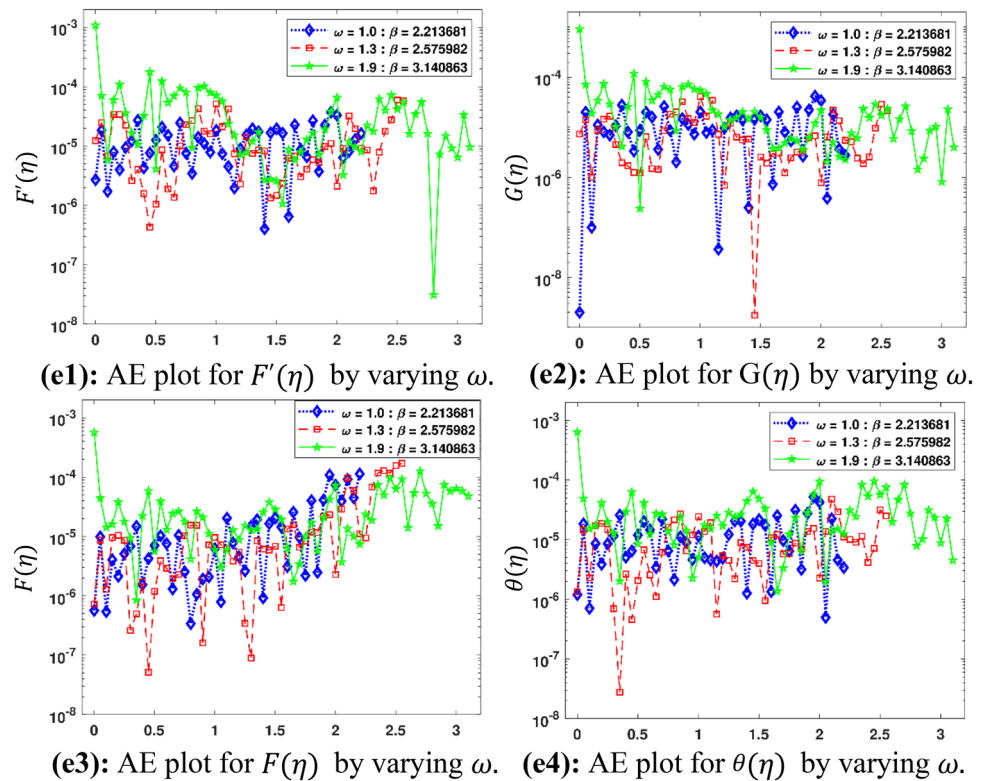 10⁻³
10⁻⁴
10⁻⁵
10⁻⁶
10⁻⁷
10⁻⁸
F′(η)
ω = 1.0 : β = 2.213681
ω = 1.3 : β = 2.575982
ω = 1.9 : β = 3.140863
0 0.5 1 1.5 2 2.5 3
(e1): AE plot for F′(η) by varying ω.
10⁻⁴
10⁻⁶
10⁻⁸
G(η)
ω = 1.0 : β = 2.213681
ω = 1.3 : β = 2.575982
ω = 1.9 : β = 3.140863
0 0.5 1 1.5 2 2.5 3
(e2): AE plot for G(η) by varying ω.
10⁻³
10⁻⁴
10⁻⁵
10⁻⁶
10⁻⁷
10⁻⁸
F(η)
ω = 1.0 : β = 2.213681
ω = 1.3 : β = 2.575982
ω = 1.9 : β = 3.140863
0 0.5 1 1.5 2 2.5 3
(e3): AE plot for F(η) by varying ω.
10⁻³
10⁻⁴
10⁻⁵
10⁻⁶
10⁻⁷
10⁻⁸
θ(η)
ω = 1.0 : β = 2.213681
ω = 1.3 : β = 2.575982
ω = 1.9 : β = 3.140863
0 0.5 1 1.5 2 2.5 3
(e4): AE plot for θ(η) by varying ω.